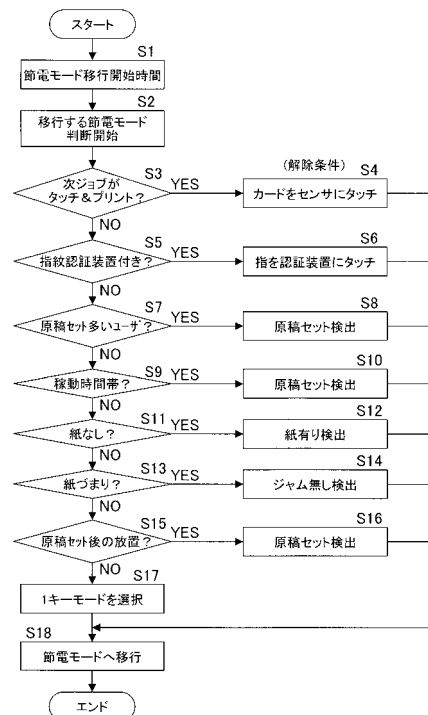 スタート
S1
節電モード移行開始時間
S2
移行する節電モード
判断開始
S3
次ジョブが
タッチ&プリント?
YES
(解除条件)
S4
カードをセンサにタッチ
NO
S5
指紋認証装置付き?
YES
S6
指を認証装置にタッチ
NO
S7
原稿セット多いユーザ?
YES
S8
原稿セット検出
NO
S9
稼動時間帯?
YES
S10
原稿セット検出
NO
S11
紙なし?
YES
S12
紙有り検出
NO
S13
紙づまり?
YES
S14
ジャム無し検出
NO
S15
原稿セット後の放置?
YES
S16
原稿セット検出
NO
S17
1キーモードを選択
S18
節電モードへ移行
エンド